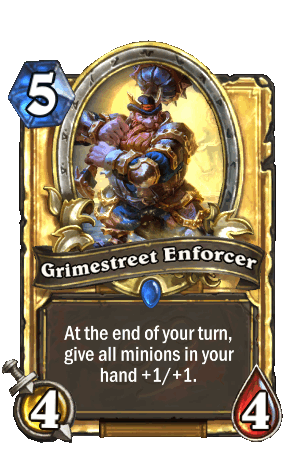 5
Grimestreet Enforcer
At the end of your turn,
give all minions in your
hand +1/+1.
4
4